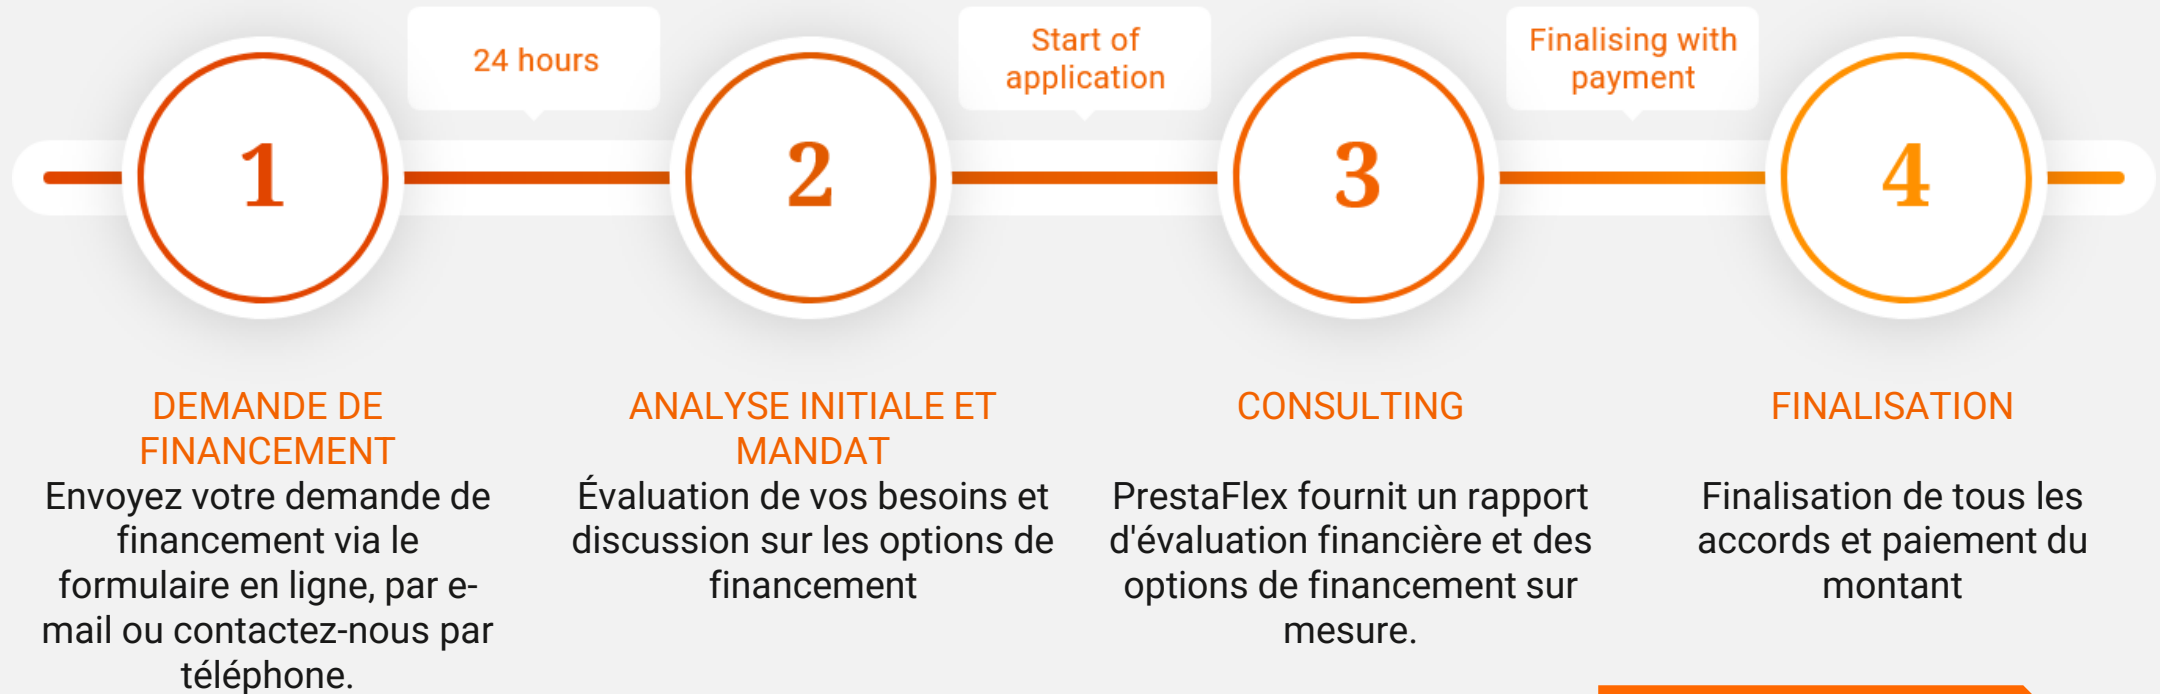 24 hours
Start of
application
Finalising with
payment
1
2
3
4
DEMANDE DE
FINANCEMENT
Envoyez votre demande de
financement via le
formulaire en ligne, par e-
mail ou contactez-nous par
téléphone.
ANALYSE INITIALE ET
MANDAT
Évaluation de vos besoins et
discussion sur les options de
financement
CONSULTING
PrestaFlex fournit un rapport
d'évaluation financière et des
options de financement sur
mesure.
FINALISATION
Finalisation de tous les
accords et paiement du
montant